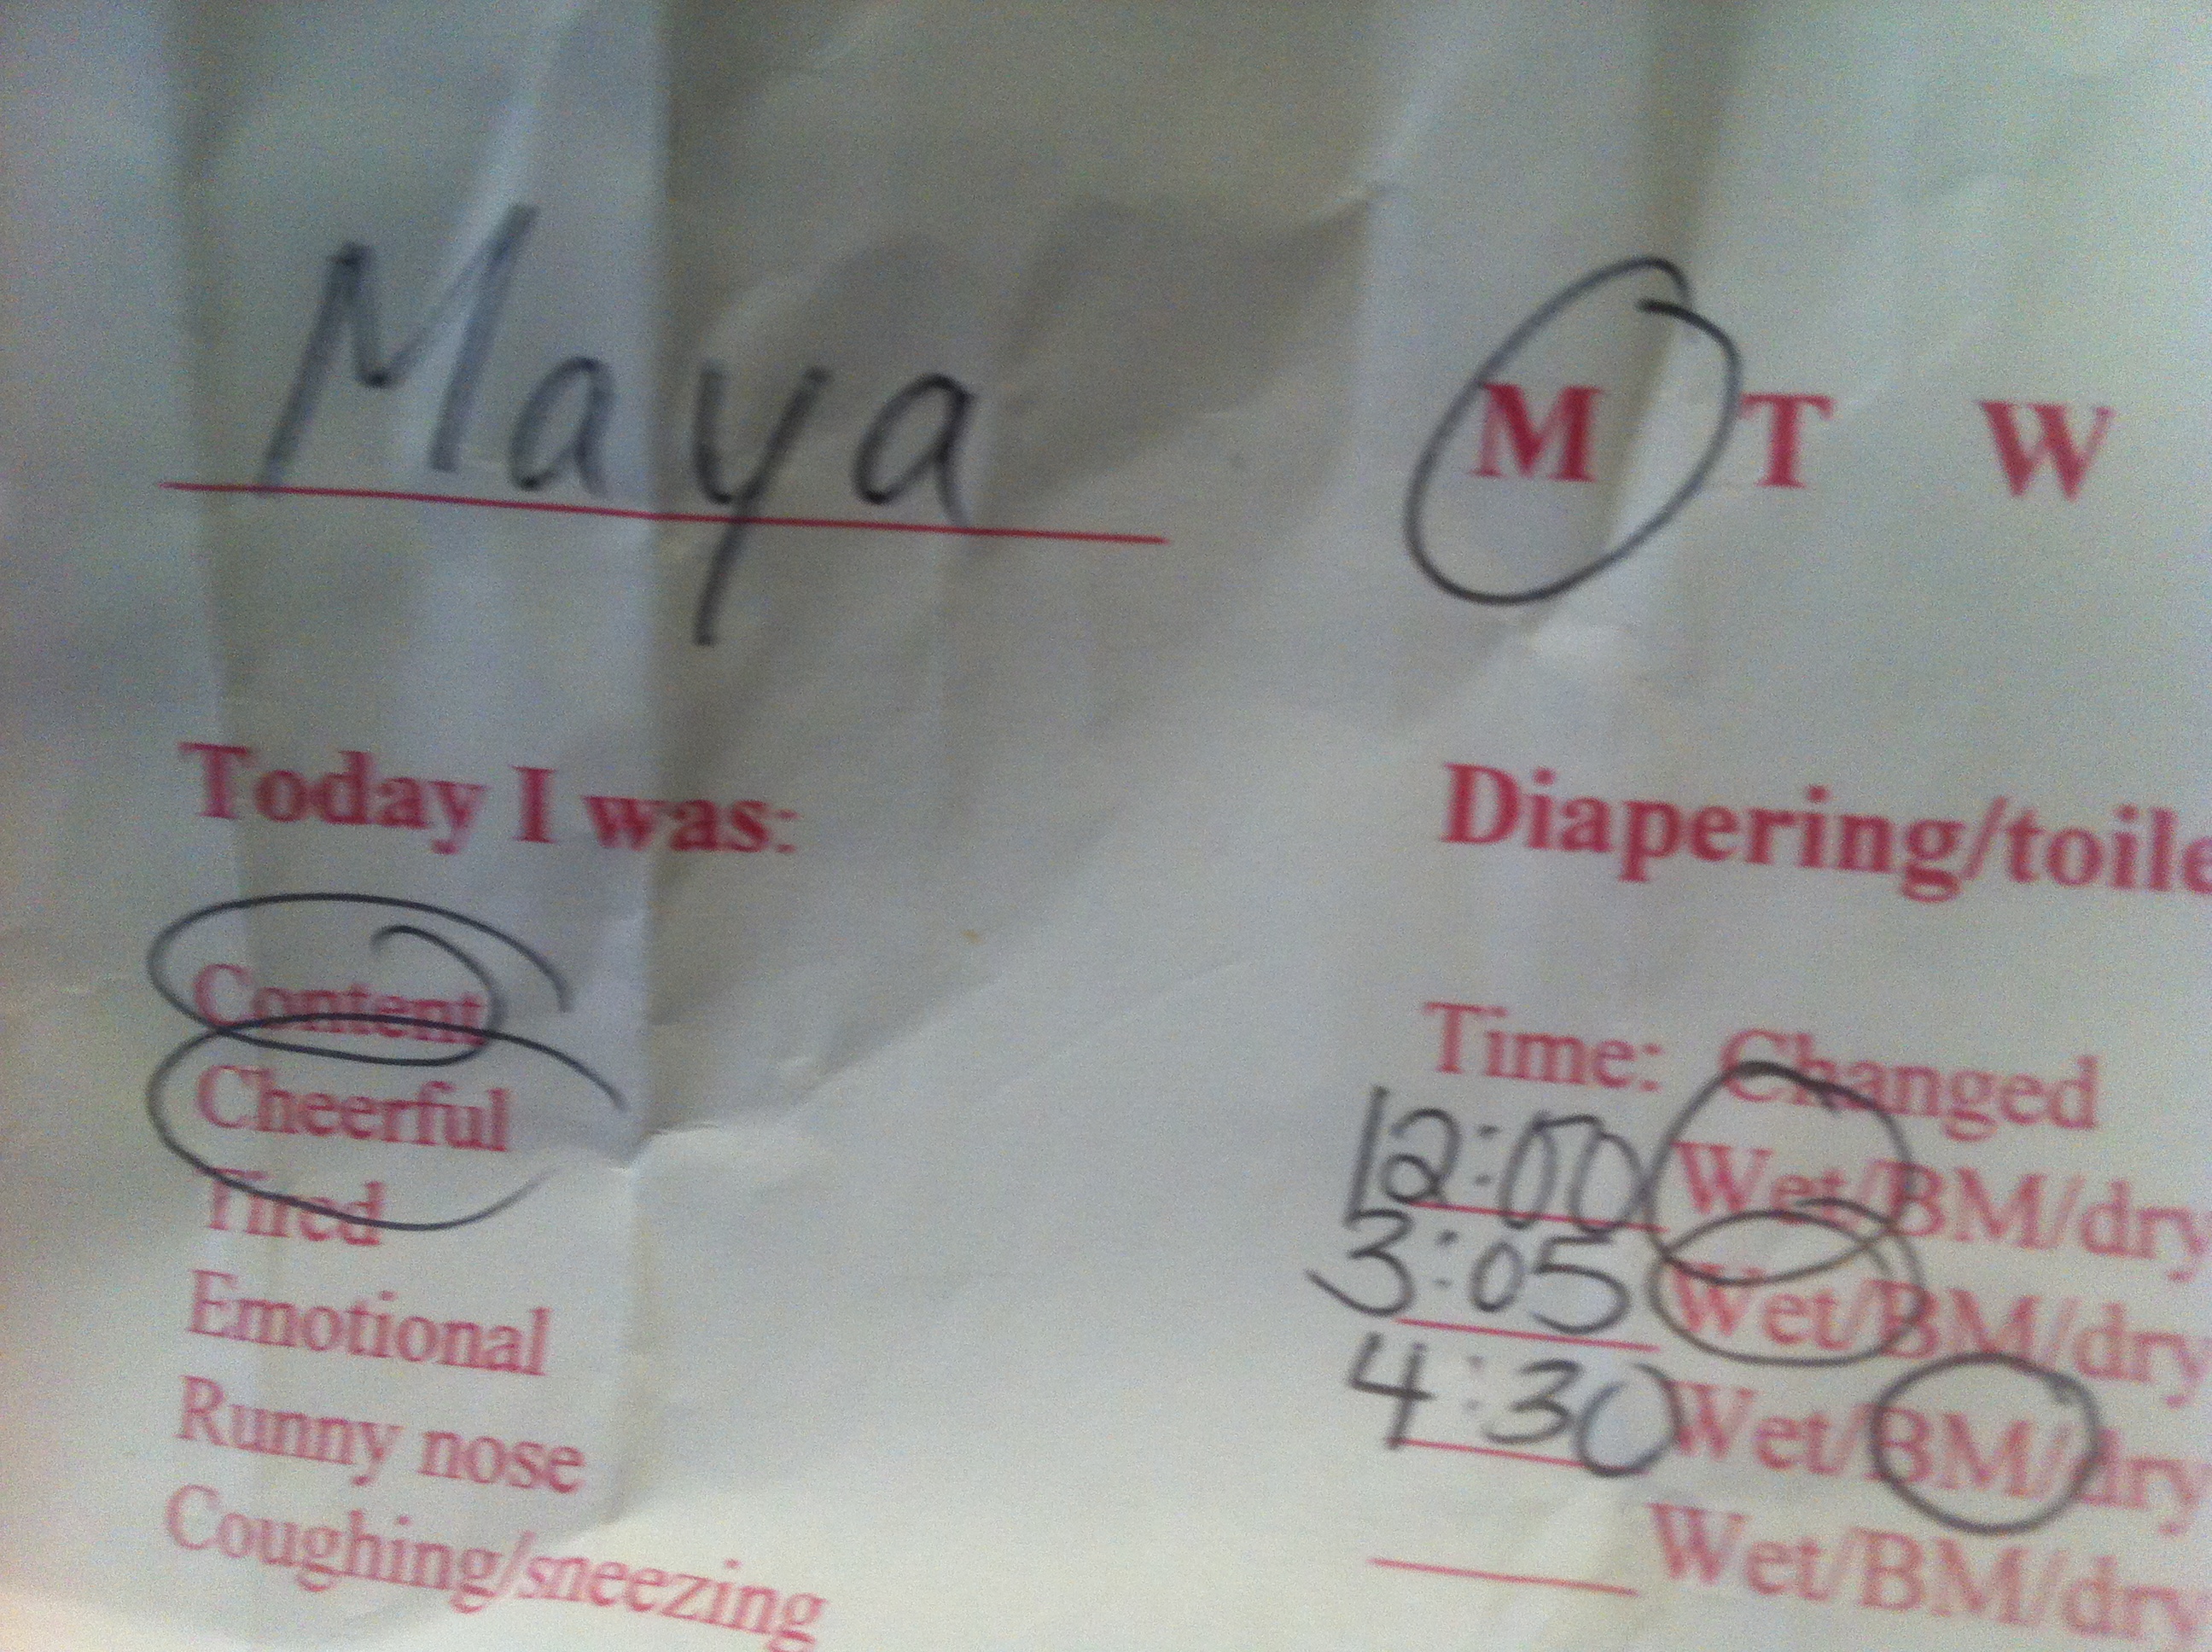 Maya M T W
Today I was: Diapering/toile
Content Time: Changed
Cheerful 12:00 Wet/BM/dry
Tired 3:05 Wet/BM/dry
Emotional 4:30 Wet/BM/dry
Runny nose Wet/BM/dry
Coughing/sneezing